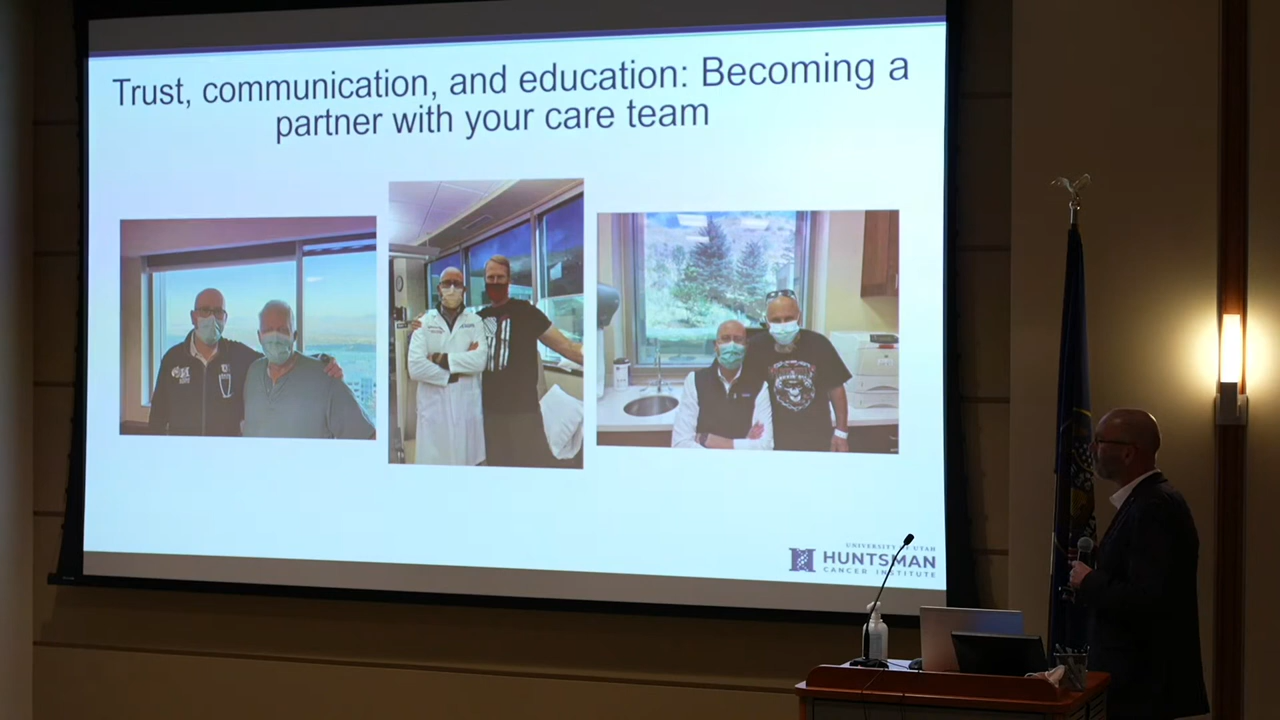 Trust, communication, and education: Becoming a
partner with your care team
UNIVERSITY OF UTAH
HUNTSMAN
CANCER INSTITUTE